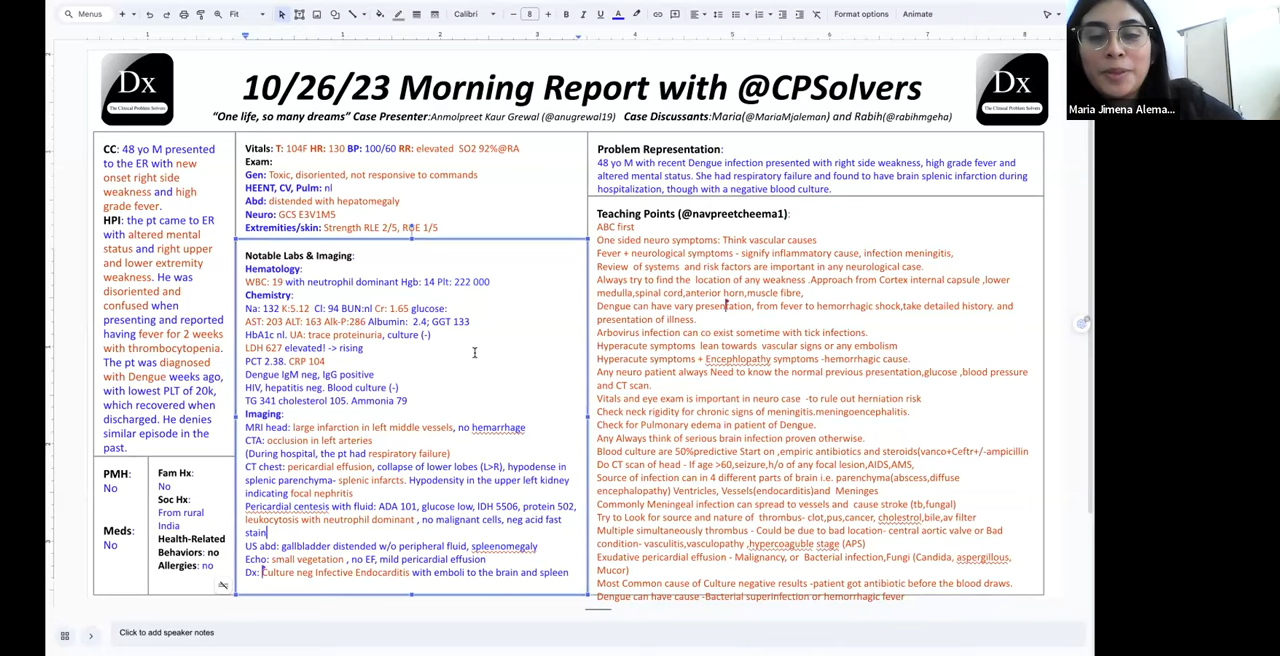 Menus
Fit
Calibri
8
Format options
Animate
1
1
2
3
4
5
6
7
8
Maria Jimena Alema...
Dx
The Clinical Problem Solvers
10/26/23 Morning Report with @CPSolvers
“One life, so many dreams” Case Presenter:Anmolpreet Kaur Grewal (@anugrewal19) Case Discussants:Maria(@MariaMjaleman) and Rabih(@rabihmgeha)
Dx
The Clinical Problem Solvers
CC: 48 yo M presented
to the ER with new
onset right side
weakness and high
grade fever.
HPI: the pt came to ER
with altered mental
status and right upper
and lower extremity
weakness. He was
disoriented and
confused when
presenting and reported
having fever for 2 weeks
with thrombocytopenia.
The pt was diagnosed
with Dengue weeks ago,
with lowest PLT of 20k,
which recovered when
discharged. He denies
similar episode in the
past.
PMH:
No
Meds:
No
Fam Hx:
No
Soc Hx:
From rural
India
Health-Related
Behaviors: no
Allergies: no
Vitals: T: 104F HR: 130 BP: 100/60 RR: elevated SO2 92%@RA
Exam:
Gen: Toxic, disoriented, not responsive to commands
HEENT, CV, Pulm: nl
Abd: distended with hepatomegaly
Neuro: GCS E3V1M5
Extremities/skin: Strength RLE 2/5, RUE 1/5
Notable Labs & Imaging:
Hematology:
WBC: 19 with neutrophil dominant Hgb: 14 Plt: 222 000
Chemistry:
Na: 132 K:5.12 Cl: 94 BUN:nl Cr: 1.65 glucose:
AST: 203 ALT: 163 Alk-P:286 Albumin: 2.4; GGT 133
HbA1c nl. UA: trace proteinuria, culture (-)
LDH 627 elevated! -> rising
PCT 2.38. CRP 104
Dengue IgM neg, IgG positive
HIV, hepatitis neg. Blood culture (-)
TG 341 cholesterol 105. Ammonia 79
Imaging:
MRI head: large infarction in left middle vessels, no hemarrhage
CTA: occlusion in left arteries
(During hospital, the pt had respiratory failure)
CT chest: pericardial effusion, collapse of lower lobes (L>R), hypodense in
splenic parenchyma- splenic infarcts. Hypodensity in the upper left kidney
indicating focal nephritis
Pericardial centesis with fluid: ADA 101, glucose low, lDH 5506, protein 502,
leukocytosis with neutrophil dominant , no malignant cells, neg acid fast
stain
US abd: gallbladder distended w/o peripheral fluid, spleenomegaly
Echo: small vegetation , no EF, mild pericardial effusion
Dx: Culture neg Infective Endocarditis with emboli to the brain and spleen
Problem Representation:
48 yo M with recent Dengue infection presented with right side weakness, high grade fever and
altered mental status. She had respiratory failure and found to have brain splenic infarction during
hospitalization, though with a negative blood culture.
Teaching Points (@navpreetcheema1):
ABC first
One sided neuro symptoms: Think vascular causes
Fever + neurological symptoms - signify inflammatory cause, infection meningitis,
Review of systems and risk factors are important in any neurological case.
Always try to find the location of any weakness .Approach from Cortex internal capsule ,lower
medulla,spinal cord,anterior horn,muscle fibre,
Dengue can have vary presentation, from fever to hemorrhagic shock,take detailed history. and
presentation of illness.
Arbovirus infection can co exist sometime with tick infections.
Hyperacute symptoms lean towards vascular signs or any embolism
Hyperacute symptoms + Encephlopathy symptoms -hemorrhagic cause.
Any neuro patient always Need to know the normal previous presentation,glucose ,blood pressure
and CT scan.
Vitals and eye exam is important in neuro case -to rule out herniation risk
Check neck rigidity for chronic signs of meningitis.meningoencephalitis.
Check for Pulmonary edema in patient of Dengue.
Any Always think of serious brain infection proven otherwise.
Blood culture are 50%predictive Start on ,empiric antibiotics and steroids(vanco+Ceftr+/-ampicillin
Do CT scan of head - If age >60,seizure,h/o of any focal lesion,AIDS,AMS,
Source of infection can in 4 different parts of brain i.e. parenchyma(abscess,diffuse
encephalopathy) Ventricles, Vessels(endocarditis)and Meninges
Commonly Meningeal infection can spread to vessels and cause stroke (tb,fungal)
Try to Look for source and nature of thrombus- clot,pus,cancer, cholestrol,bile,av filter
Multiple simultaneously thrombus - Could be due to bad location- central aortic valve or Bad
condition- vasculitis,vasculopathy ,hypercoaguble stage (APS)
Exudative pericardial effusion - Malignancy, or Bacterial infection,Fungi (Candida, aspergillous,
Mucor)
Most Common cause of Culture negative results -patient got antibiotic before the blood draws.
Dengue can have cause -Bacterial superinfection or hemorrhagic fever
Click to add speaker notes